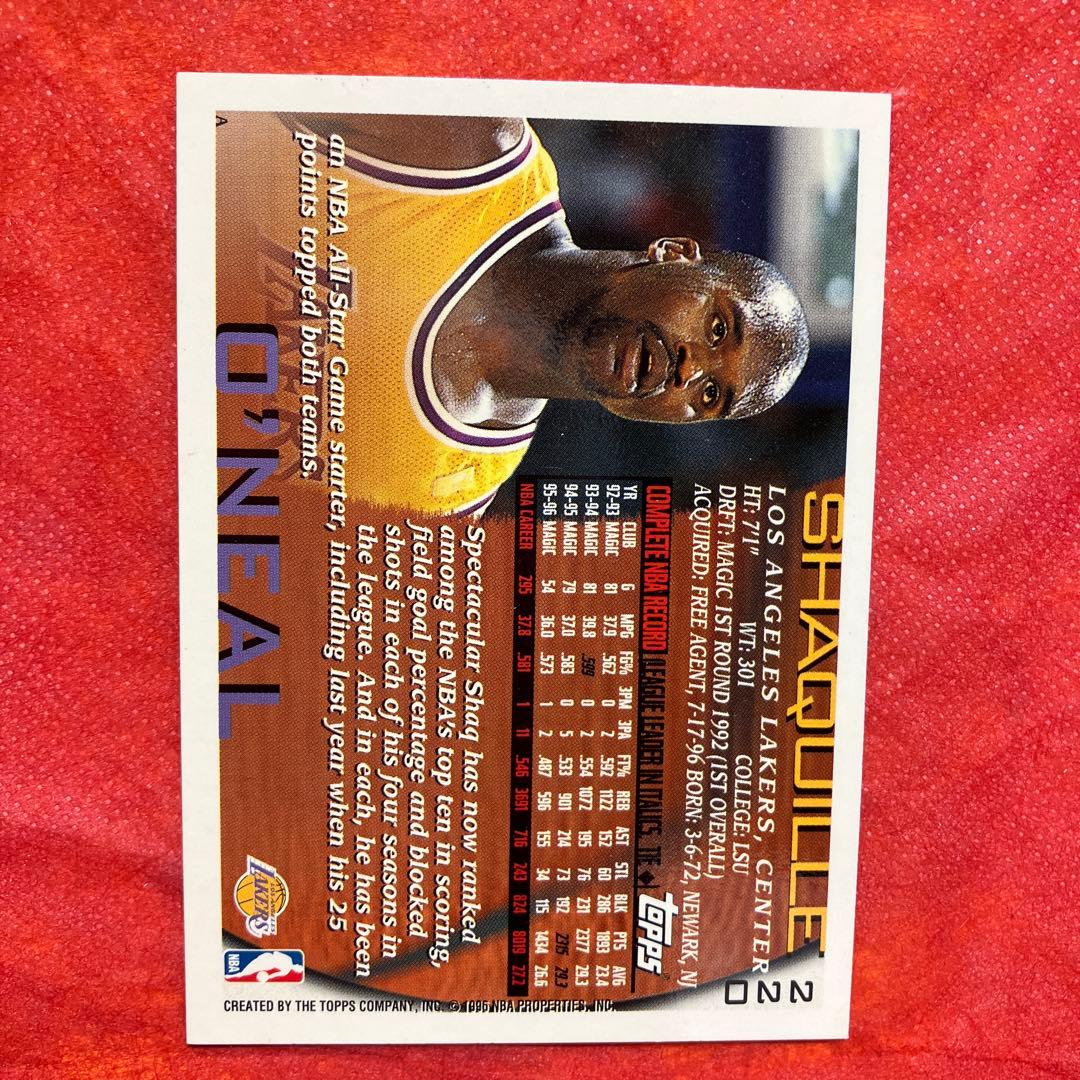 SHAQUILLE
220
LOS ANGELES LAKERS, CENTER
HT: 7'1" WT: 301 COLLEGE: LSU
DRFT: MAGIC 1ST ROUND 1992 (1ST OVERALL)
ACQUIRED: FREE AGENT, 7-17-96 BORN: 3-6-72, NEWARK, NJ
topps
COMPLETE NBA RECORD (LEAGUE LEADER IN ITALICS, TIE ◆)
YR CLUB G MPG FG% 3PM 3PA FT% REB AST STL BLK PTS AVG
92-93 MAGIC 81 37.9 .562 0 2 .592 1122 152 60 286 1893 23.4
93-94 MAGIC 81 39.8 .599 0 2 .554 1072 195 76 231 2377 29.3
94-95 MAGIC 79 37.0 .583 0 5 .533 901 214 73 192 2315 29.3
95-96 MAGIC 54 36.0 .573 1 2 .487 596 155 34 115 1434 26.6
NBA CAREER 295 37.8 .581 1 11 .546 3691 716 243 824 8019 27.2
Spectacular Shaq has now ranked
among the NBA's top ten in scoring,
field goal percentage and blocked
shots in each of his four seasons in
the league. And in each, he has been
an NBA All-Star Game starter, including last year when his 25
points topped both teams.
LAKERS
O'NEAL
LOS ANGELES
LAKERS
NBA
CREATED BY THE TOPPS COMPANY, INC. © 1996 NBA PROPERTIES, INC.
A